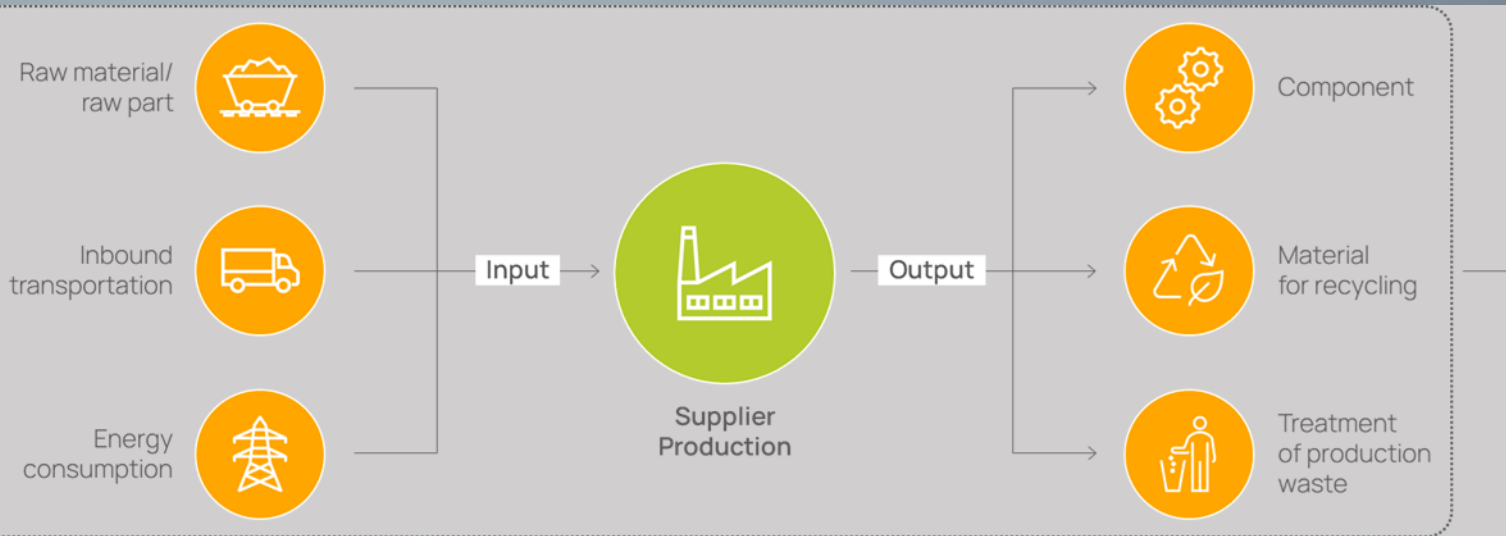 Raw material/
raw part
Inbound
transportation
Energy
consumption
Input
Supplier
Production
Output
Component
Material
for recycling
Treatment
of production
waste